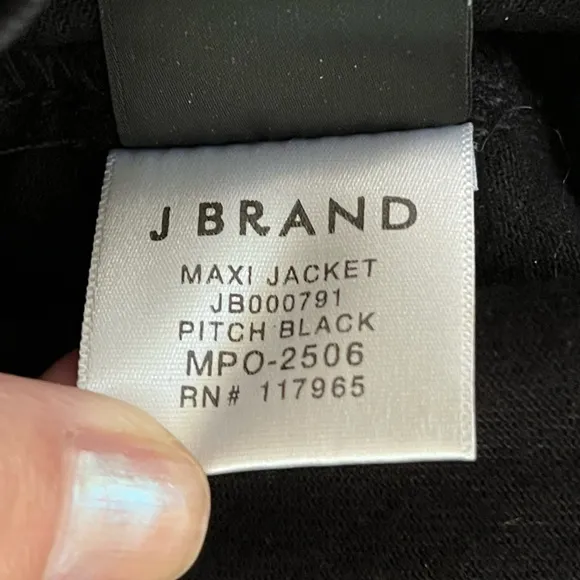 J BRAND
MAXI JACKET
JB000791
PITCH BLACK
MPO-2506
RN# 117965